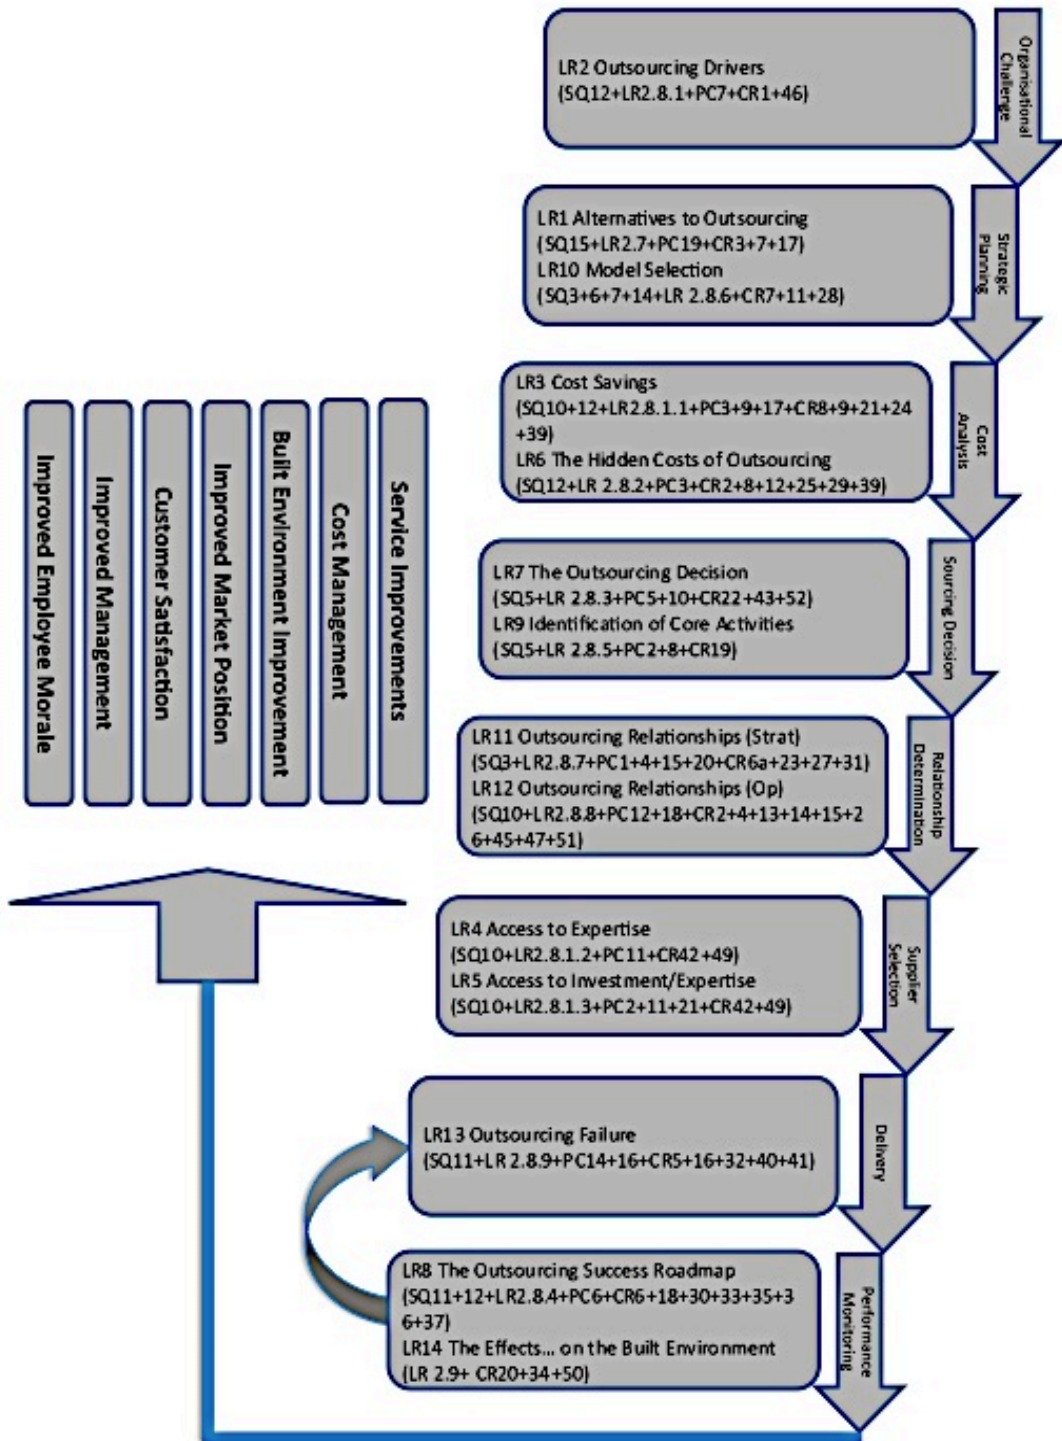 LR2 Outsourcing Drivers
(SQ12+LR2.8.1+PC7+CR1+46)
Organisational
Challenge
LR1 Alternatives to Outsourcing
(SQ15+LR2.7+PC19+CR3+7+17)
LR10 Model Selection
(SQ3+6+7+14+LR 2.8.6+CR7+11+28)
Strategic
Planning
LR3 Cost Savings
(SQ10+12+LR2.8.1.1+PC3+9+17+CR8+9+21+24
+39)
LR6 The Hidden Costs of Outsourcing
(SQ12+LR 2.8.2+PC3+CR2+8+12+25+29+39)
Cost
Analysis
LR7 The Outsourcing Decision
(SQ5+LR 2.8.3+PC5+10+CR22+43+52)
LR9 Identification of Core Activities
(SQ5+LR 2.8.5+PC2+8+CR19)
Sourcing Decision
LR11 Outsourcing Relationships (Strat)
(SQ3+LR2.8.7+PC1+4+15+20+CR6a+23+27+31)
LR12 Outsourcing Relationships (Op)
(SQ10+LR2.8.8+PC12+18+CR2+4+13+14+15+2
6+45+47+51)
Relationship
Determination
LR4 Access to Expertise
(SQ10+LR2.8.1.2+PC11+CR42+49)
LR5 Access to Investment/Expertise
(SQ10+LR2.8.1.3+PC2+11+21+CR42+49)
Supplier
Selection
LR13 Outsourcing Failure
(SQ11+LR 2.8.9+PC14+16+CR5+16+32+40+41)
Delivery
LR8 The Outsourcing Success Roadmap
(SQ11+12+LR2.8.4+PC6+CR6+18+30+33+35+3
6+37)
LR14 The Effects... on the Built Environment
(LR 2.9+ CR20+34+50)
Performance
Monitoring
Service Improvements
Cost Management
Built Environment Improvement
Improved Market Position
Customer Satisfaction
Improved Management
Improved Employee Morale